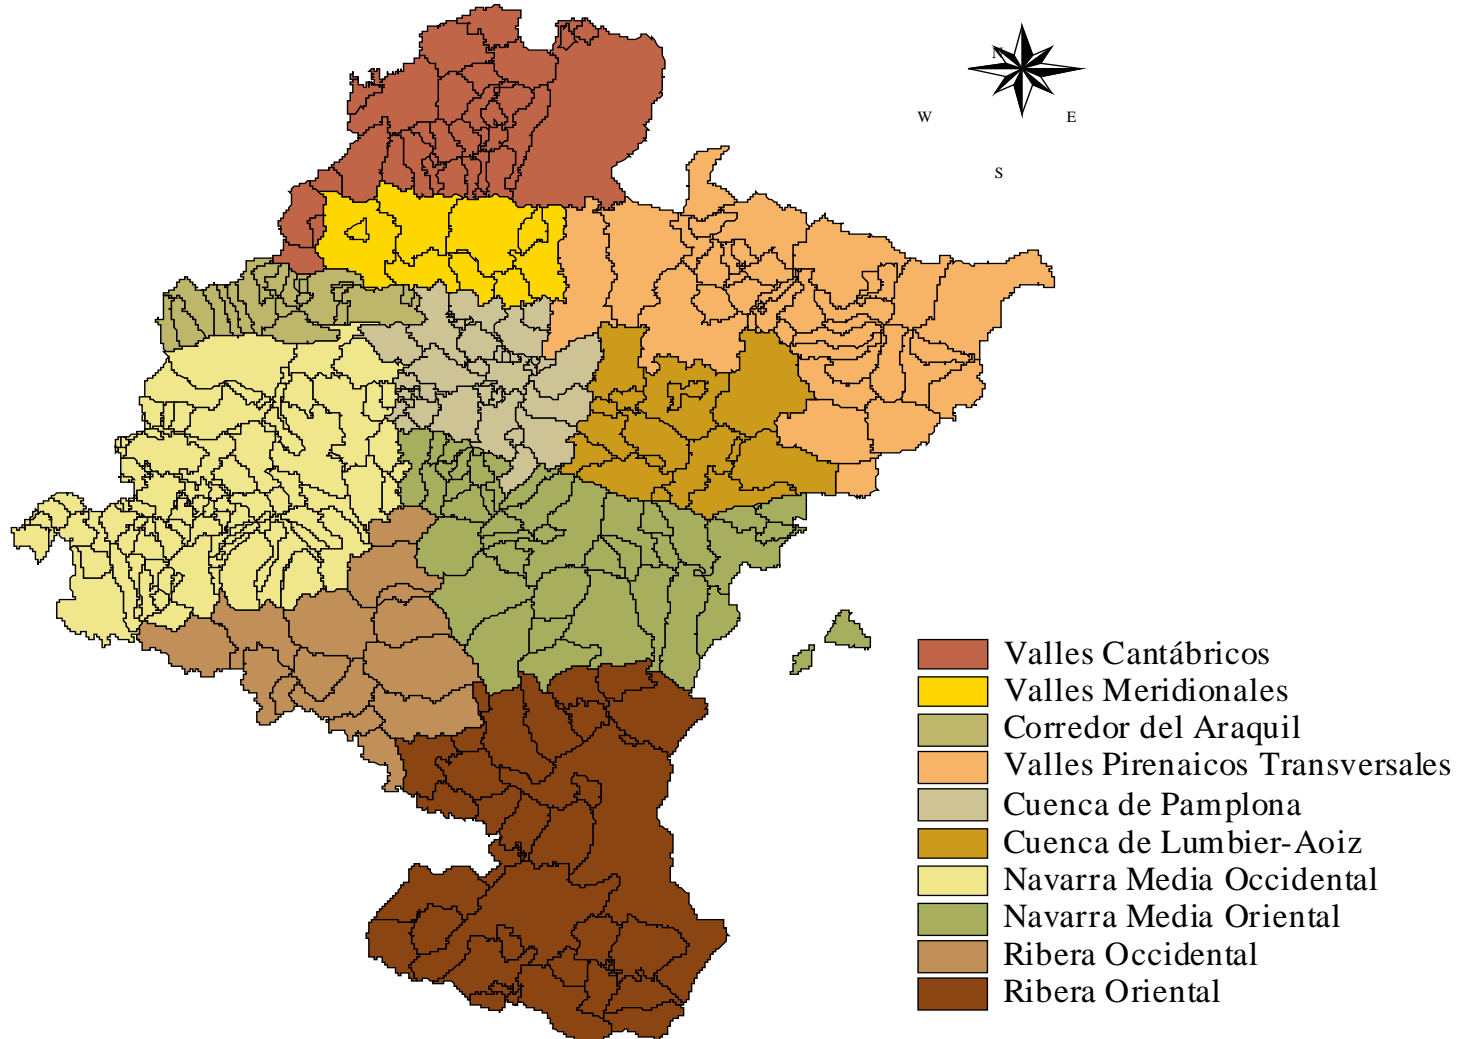 N
W E
S
Valles Cantábricos
Valles Meridionales
Corredor del Araquil
Valles Pirenaicos Transversales
Cuenca de Pamplona
Cuenca de Lumbier-Aoiz
Navarra Media Occidental
Navarra Media Oriental
Ribera Occidental
Ribera Oriental